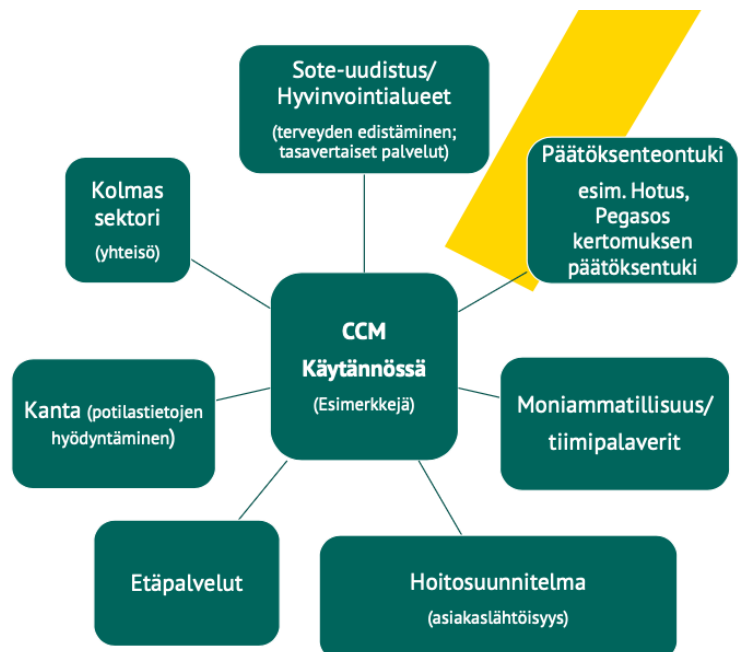 Sote-uudistus/
Hyvinvointialueet
(terveyden edistäminen;
tasavertaiset palvelut)
Päätöksenteontuki
esim. Hotus,
Pegasos
kertomuksen
päätöksentuki
Kolmas
sektori
(yhteisö)
CCM
Käytännössä
(Esimerkkejä)
Kanta (potilastietojen
hyödyntäminen)
Moniammatillisuus/
tiimipalaverit
Etäpalvelut
Hoitosuunnitelma
(asiakaslähtöisyys)